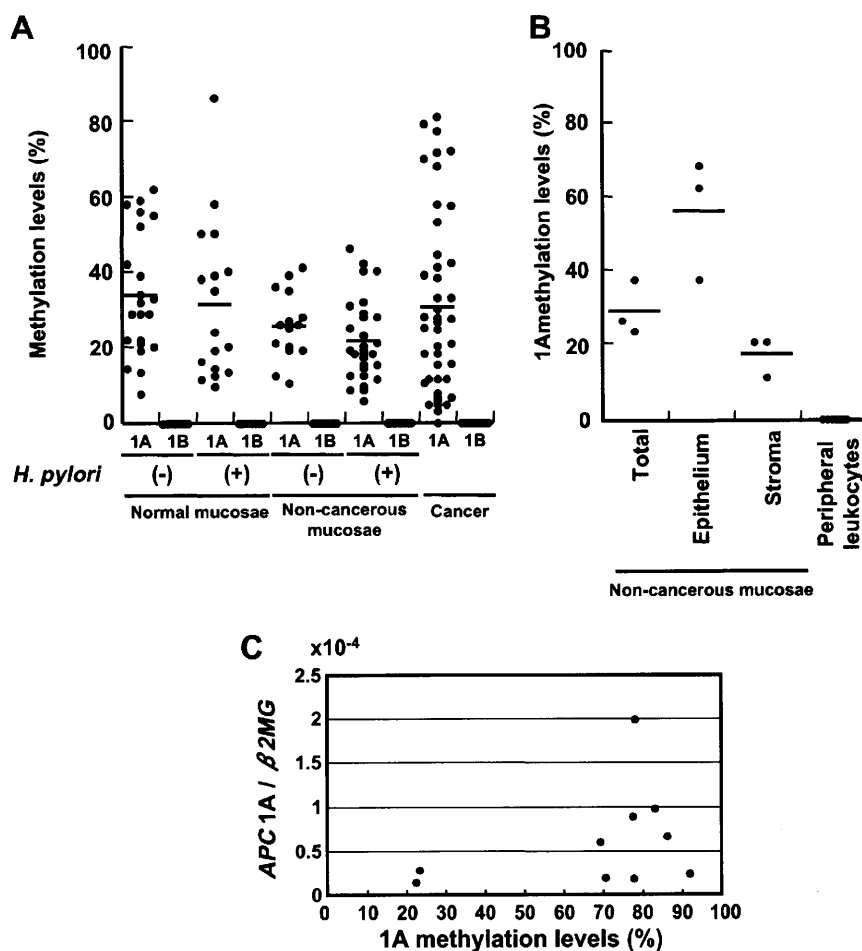 A
Methylation levels (%)
100
80
60
40
20
0
1A 1B 1A 1B 1A 1B 1A 1B 1A 1B
H. pylori (-) (+) (-) (+)
Normal mucosae Non-cancerous mucosae Cancer
B
1Amethylation levels (%)
100
80
60
40
20
0
Total
Epithelium
Stroma
Peripheral
leukocytes
Non-cancerous mucosae
C
x10-4
APC1A / β2MG
2.5
2
1.5
1
0.5
0
0 10 20 30 40 50 60 70 80 90 100
1A methylation levels (%)